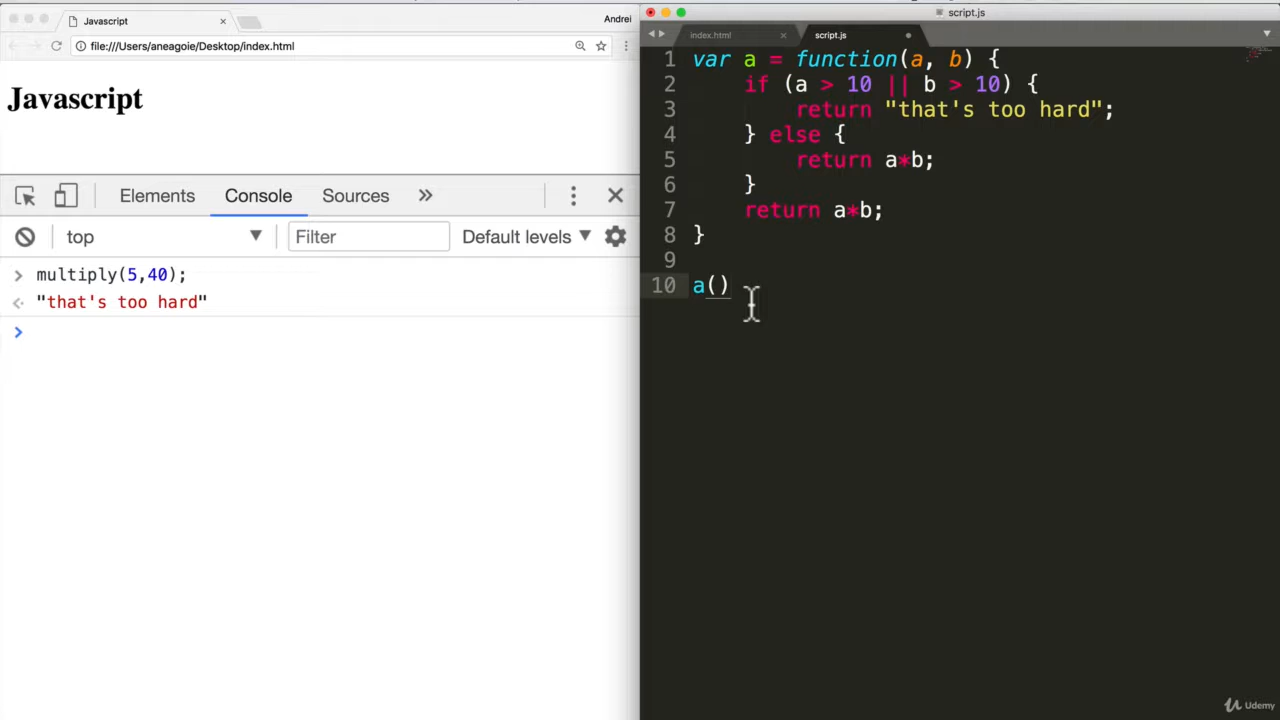 Javascript
Andrei
file:///Users/aneagoie/Desktop/index.html
Javascript
Elements Console Sources
top Filter Default levels
multiply(5,40);
"that's too hard"
script.js
index.html script.js
1 var a = function(a, b) {
2 if (a > 10 || b > 10) {
3 return "that's too hard";
4 } else {
5 return a*b;
6 }
7 return a*b;
8 }
9
10 a()
Udemy